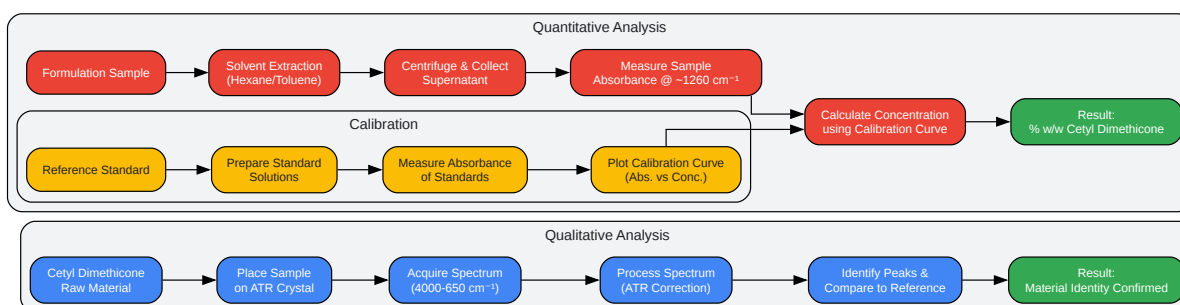 Quantitative Analysis
Formulation Sample
Solvent Extraction
(Hexane/Toluene)
Centrifuge & Collect
Supernatant
Measure Sample
Absorbance @ ~1260 cm⁻¹
Calculate Concentration
using Calibration Curve
Result:
% w/w Cetyl Dimethicone
Calibration
Reference Standard
Prepare Standard
Solutions
Measure Absorbance
of Standards
Plot Calibration Curve
(Abs. vs Conc.)
Qualitative Analysis
Cetyl Dimethicone
Raw Material
Place Sample
on ATR Crystal
Acquire Spectrum
(4000-650 cm⁻¹)
Process Spectrum
(ATR Correction)
Identify Peaks &
Compare to Reference
Result:
Material Identity Confirmed